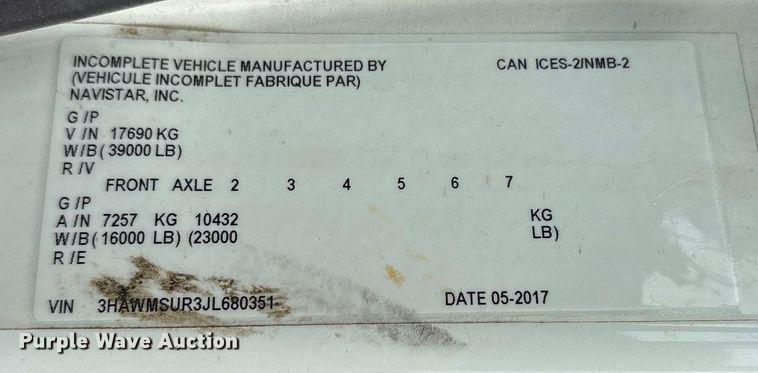 INCOMPLETE VEHICLE MANUFACTURED BY CAN ICES-2/NMB-2
(VEHICULE INCOMPLET FABRIQUE PAR)
NAVISTAR, INC.
G /P
V / N 17690 KG
W/B ( 39000 LB)
R / V
FRONT AXLE 2 3 4 5 6 7
G /P
A / N 7257 KG 10432 KG
W/B (16000 LB) (23000 LB)
R / E
VIN 3HAWMSUR3JL680351 DATE 05-2017
Purple Wave Auction